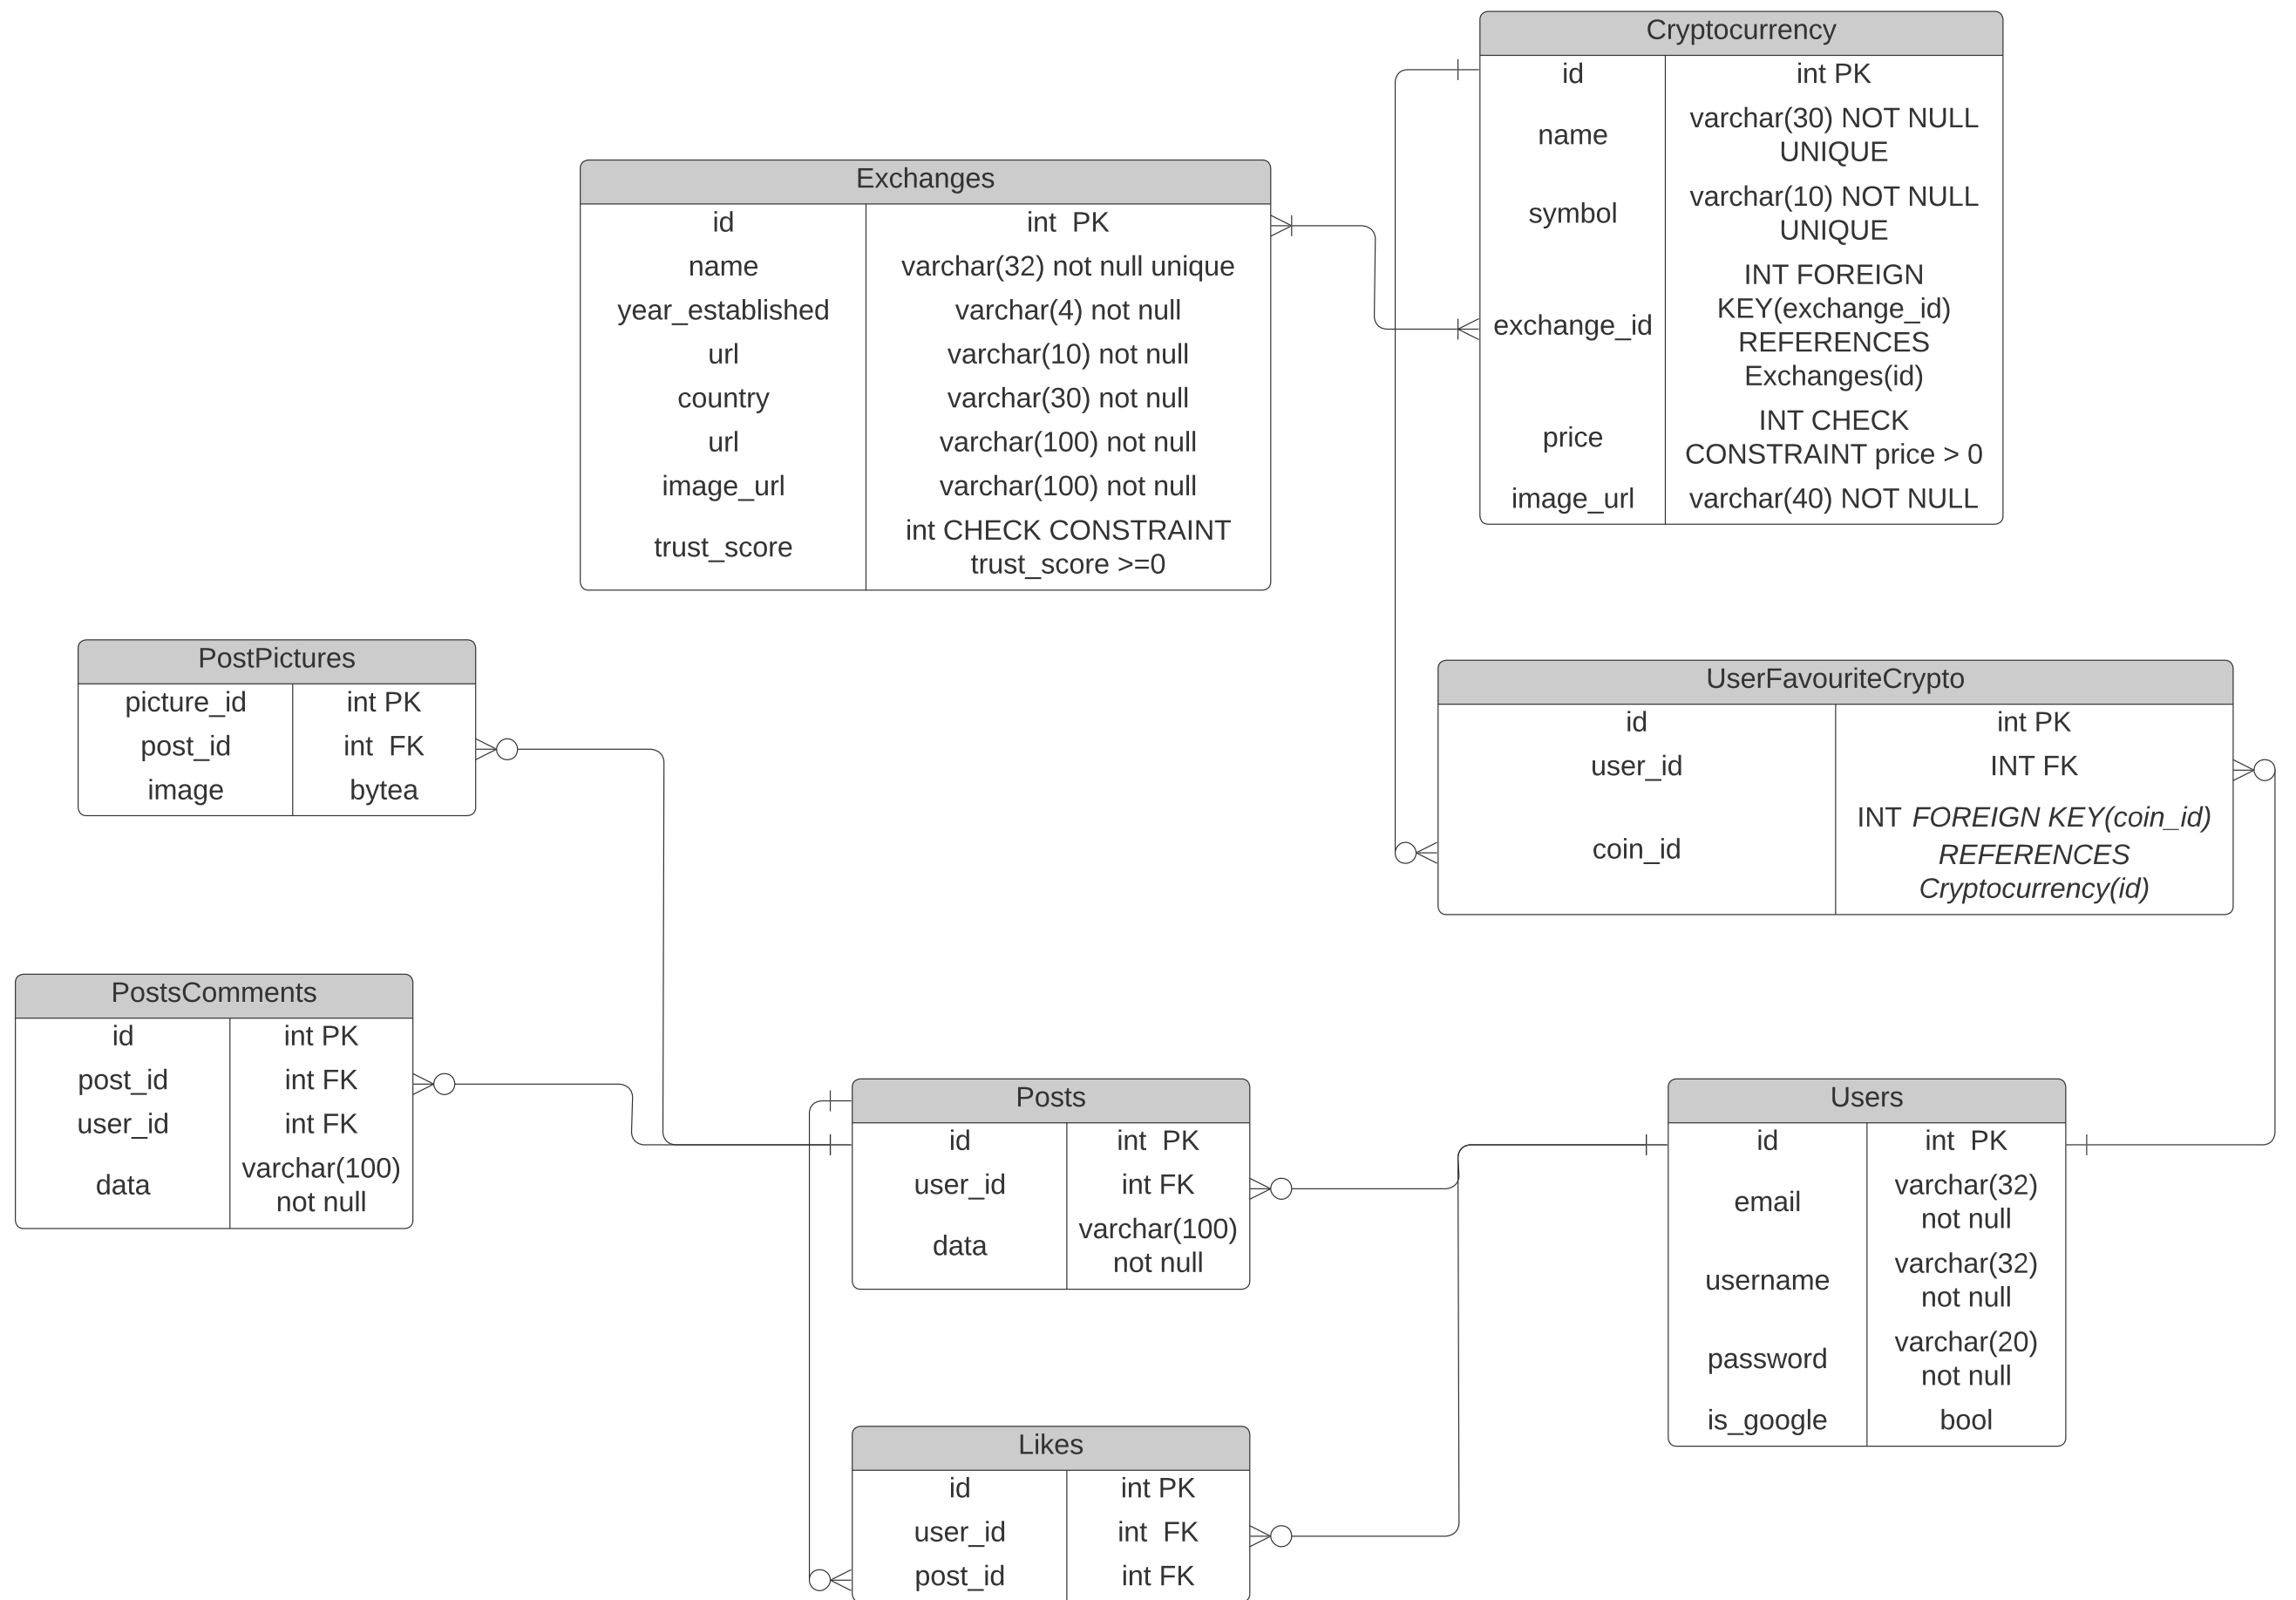 Cryptocurrency
id int PK
name varchar(30) NOT NULL
UNIQUE
symbol varchar(10) NOT NULL
UNIQUE
exchange_id INT FOREIGN
KEY(exchange_id)
REFERENCES
Exchanges(id)
price INT CHECK
CONSTRAINT price > 0
image_url varchar(40) NOT NULL
Exchanges
id int PK
name varchar(32) not null unique
year_established varchar(4) not null
url varchar(10) not null
country varchar(30) not null
url varchar(100) not null
image_url varchar(100) not null
trust_score int CHECK CONSTRAINT
trust_score >=0
PostPictures
picture_id int PK
post_id int FK
image bytea
UserFavouriteCrypto
id int PK
user_id INT FK
coin_id INT FOREIGN KEY(coin_id)
REFERENCES
Cryptocurrency(id)
PostsComments
id int PK
post_id int FK
user_id int FK
data varchar(100)
not null
Posts
id int PK
user_id int FK
data varchar(100)
not null
Users
id int PK
email varchar(32)
not null
username varchar(32)
not null
password varchar(20)
not null
is_google bool
Likes
id int PK
user_id int FK
post_id int FK